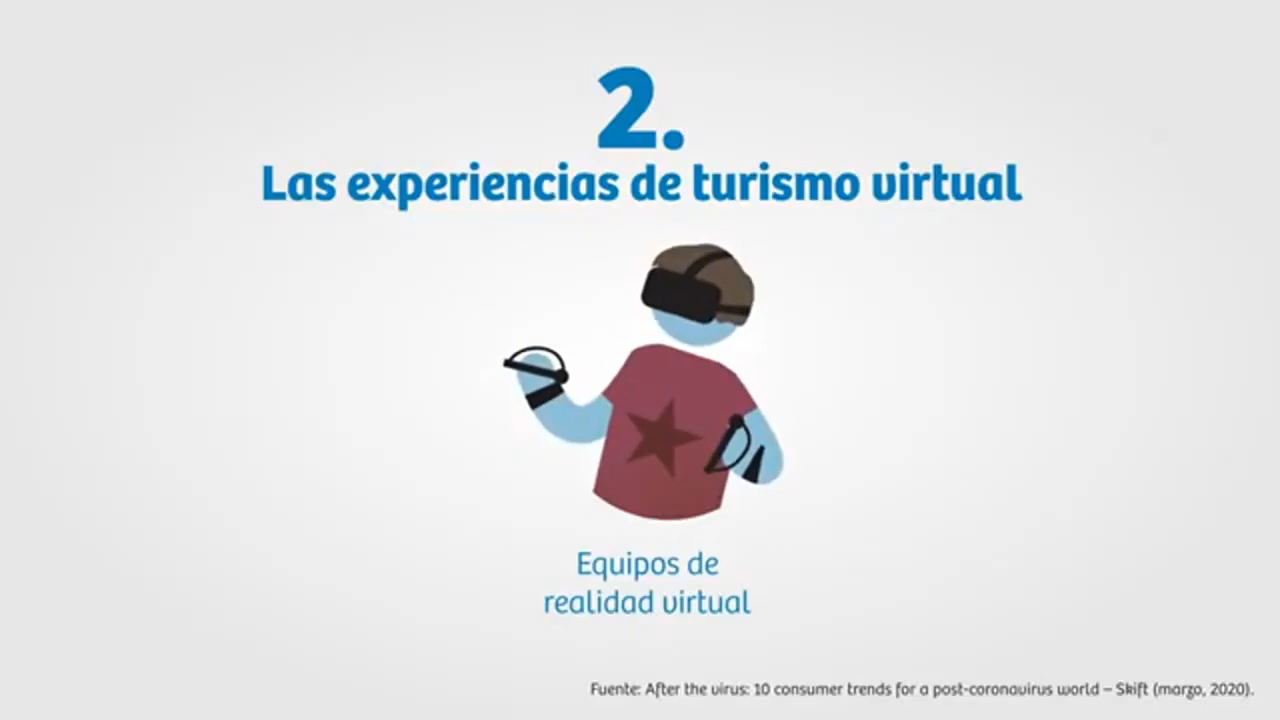 2.
Las experiencias de turismo virtual
Equipos de
realidad virtual
Fuente: After the virus: 10 consumer trends for a post-coronavirus world – Skift (marzo, 2020).